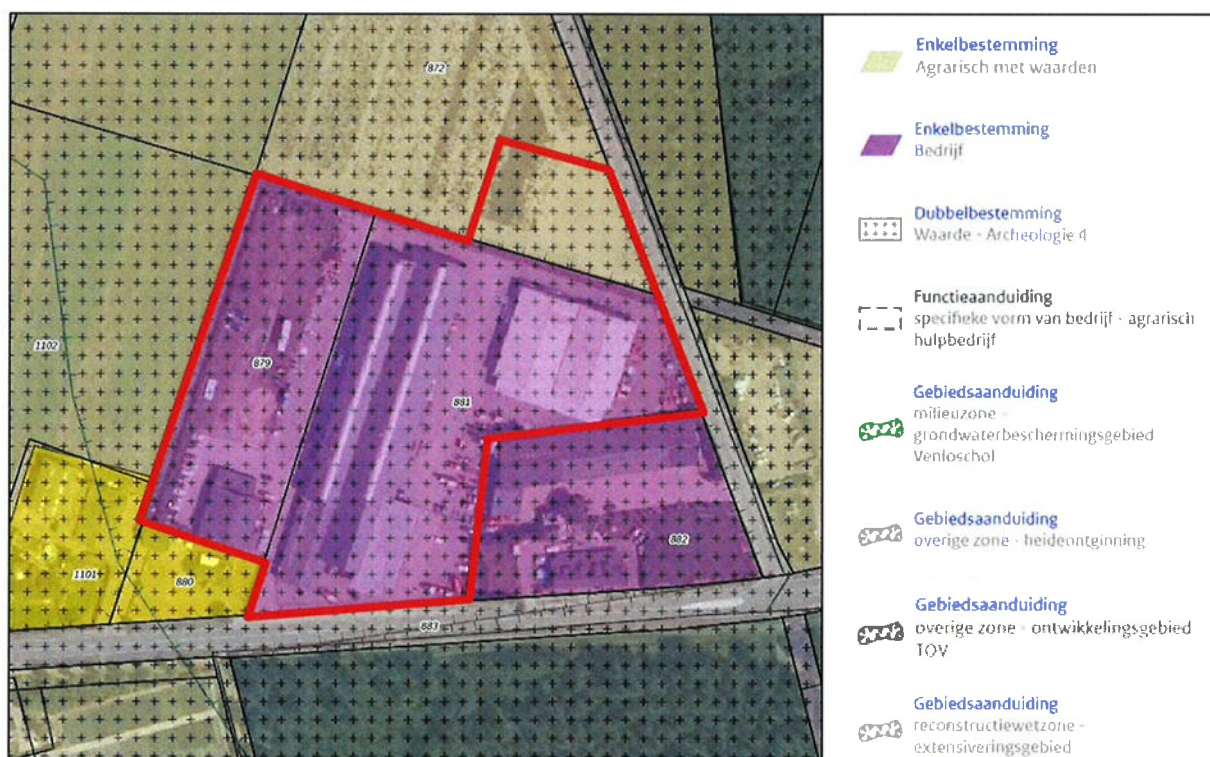 872
1102
879
881
1101
880
882
883
Enkelbestemming
Agrarisch met waarden
Enkelbestemming
Bedrijf
Dubbelbestemming
Waarde - Archeologie 4
Functieaanduiding
specifieke vorm van bedrijf - agrarisch
hulpbedrijf
Gebiedsaanduiding
milieuzone -
grondwaterbeschermingsgebied
Venloschol
Gebiedsaanduiding
overige zone - heideontginning
Gebiedsaanduiding
overige zone - ontwikkelingsgebied
TOV
Gebiedsaanduiding
reconstructiewetzone -
extensiveringsgebied